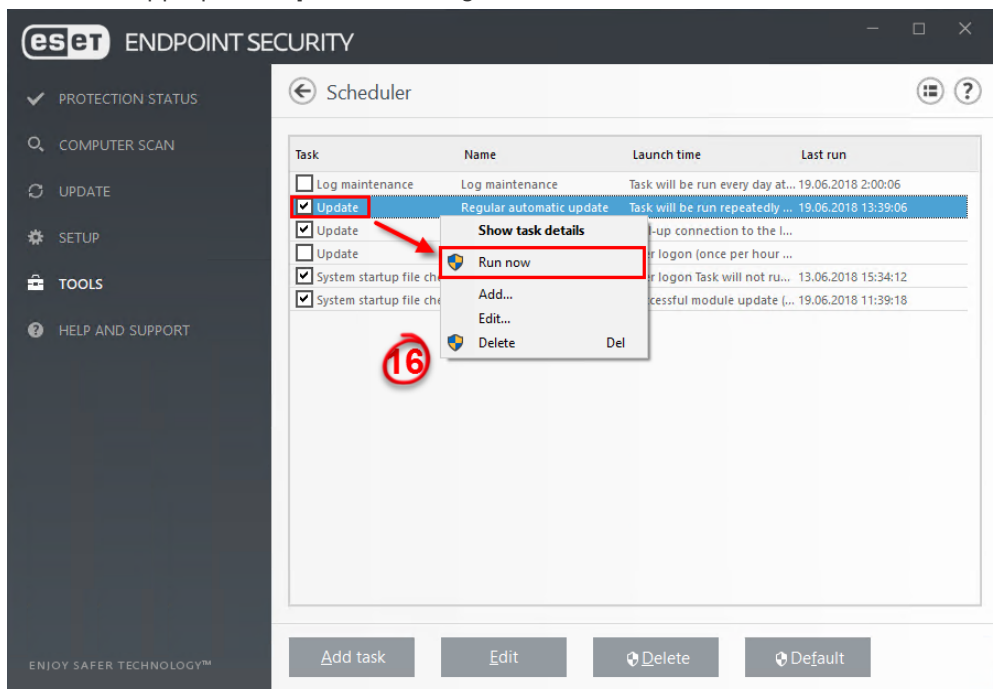 eset ENDPOINT SECURITY
PROTECTION STATUS
COMPUTER SCAN
UPDATE
SETUP
TOOLS
HELP AND SUPPORT
ENJOY SAFER TECHNOLOGY™
Scheduler
?
Task Name Launch time Last run
Log maintenance Log maintenance Task will be run every day at... 19.06.2018 2:00:06
Update Regular automatic update Task will be run repeatedly ... 19.06.2018 13:39:06
Update -up connection to the l...
Update r logon (once per hour ...
System startup file che r logon Task will not ru... 13.06.2018 15:34:12
System startup file che cessful module update (... 19.06.2018 11:39:18
Show task details
Run now
Add...
Edit...
Delete Del
16
Add task Edit Delete Default